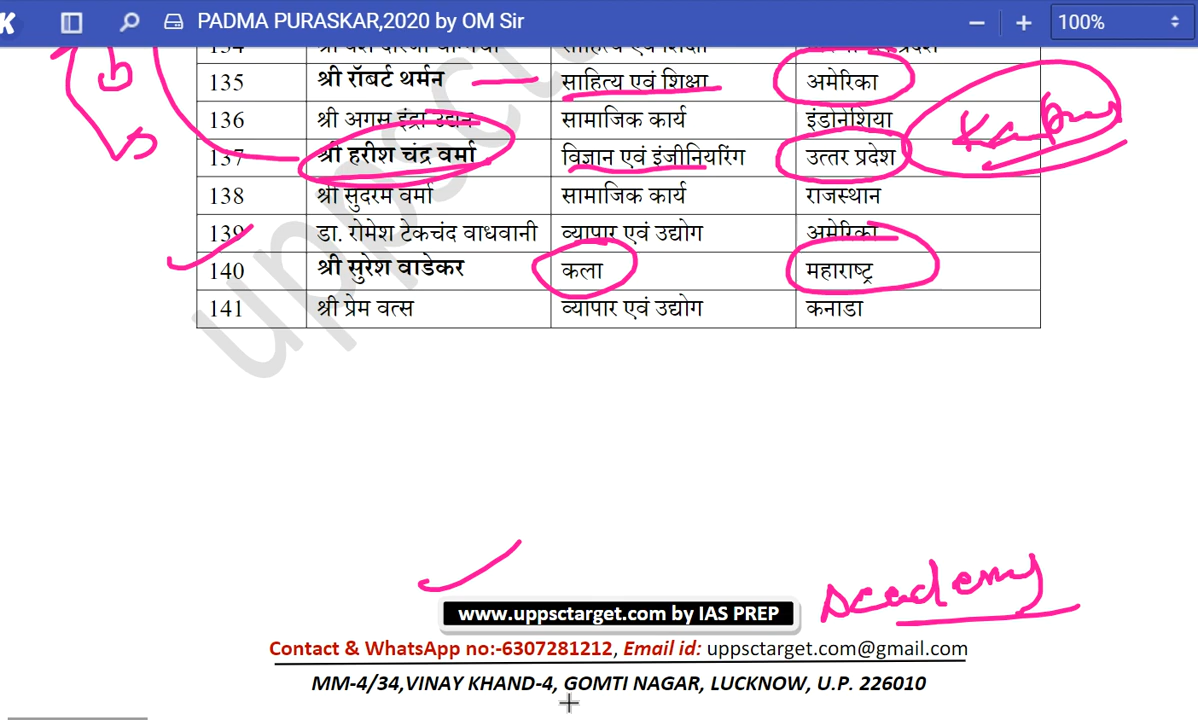 K PADMA PURASKAR,2020 by OM Sir − + 100%
135 श्री रॉबर्ट थर्मन साहित्य एवं शिक्षा अमेरिका
136 श्री अगस इंद्रा उदयन सामाजिक कार्य इंडोनेशिया
137 श्री हरीश चंद्र वर्मा विज्ञान एवं इंजीनियरिंग उत्तर प्रदेश
138 श्री सुंदरम वर्मा सामाजिक कार्य राजस्थान
139 डा. रोमेश टेकचंद वाधवानी व्यापार एवं उद्योग अमेरिका
140 श्री सुरेश वाडेकर कला महाराष्ट्र
141 श्री प्रेम वत्स व्यापार एवं उद्योग कनाडा
uppsctar
academy
www.uppsctarget.com by IAS PREP
Contact & WhatsApp no:-6307281212, Email id: uppsctarget.com@gmail.com
MM-4/34,VINAY KHAND-4, GOMTI NAGAR, LUCKNOW, U.P. 226010